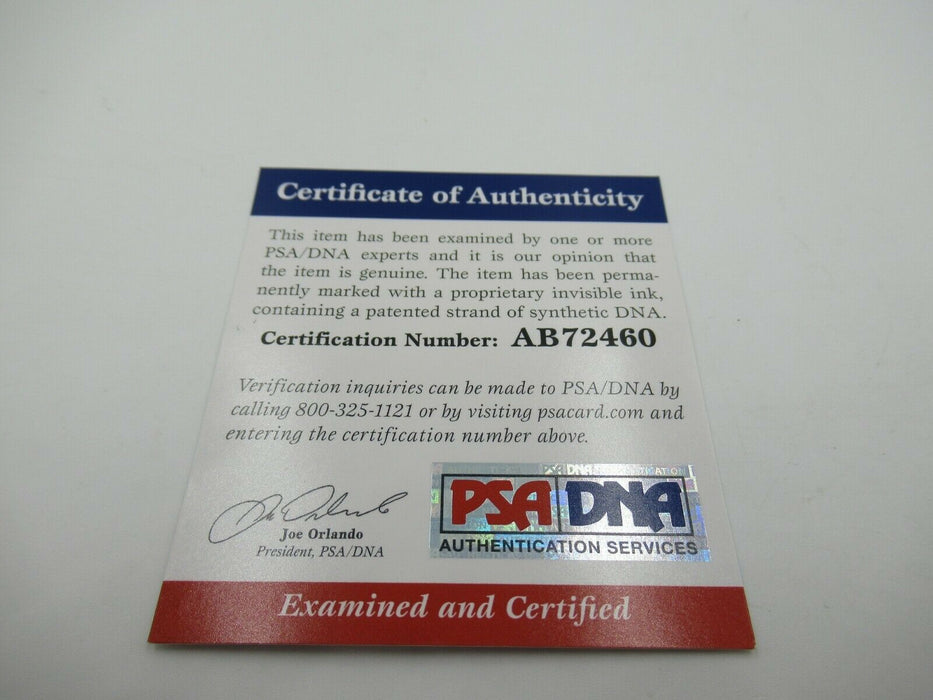 Certificate of Authenticity
This item has been examined by one or more
PSA/DNA experts and it is our opinion that
the item is genuine. The item has been perma-
nently marked with a proprietary invisible ink,
containing a patented strand of synthetic DNA.
Certification Number: AB72460
Verification inquiries can be made to PSA/DNA by
calling 800-325-1121 or by visiting psacard.com and
entering the certification number above.
PSA DNA
AUTHENTICATION SERVICES
Joe Orlando
President, PSA/DNA
Examined and Certified